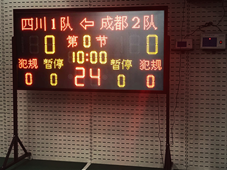 四川1队 ← 成都2队
0 第0节 0
10:00
犯规 暂停 暂停 犯规
0 0 24 0 0